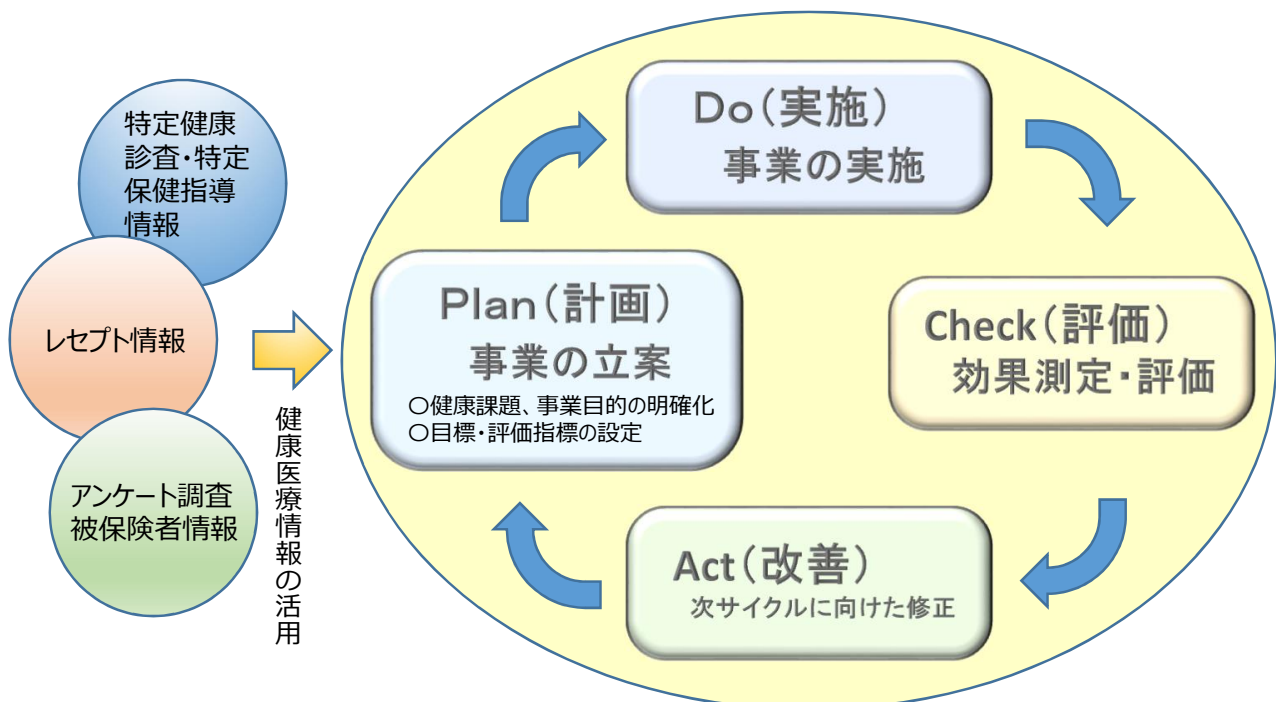 特定健康
診査・特定
保健指導
情報
レセプト情報
アンケート調査
被保険者情報
健康医療情報の活用
Do(実施)
事業の実施
Plan(計画)
事業の立案
○健康課題、事業目的の明確化
○目標・評価指標の設定
Check(評価)
効果測定・評価
Act(改善)
次サイクルに向けた修正